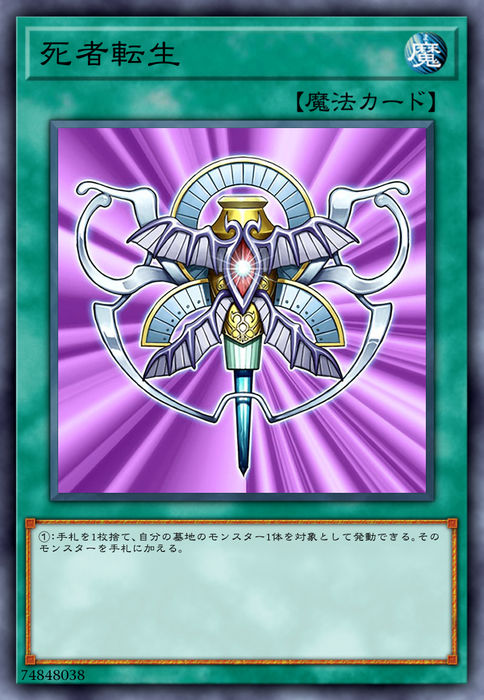 死者転生
魔
【魔法カード】
①:手札を1枚捨て、自分の墓地のモンスター1体を対象として発動できる。その
モンスターを手札に加える。
74848038